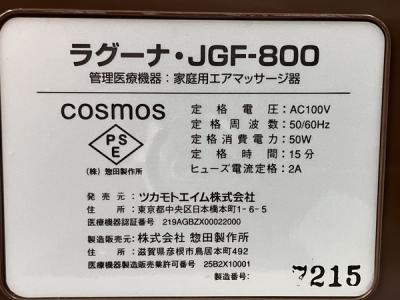 ラグーナ・JGF-800
管理医療機器：家庭用エアマッサージ器
cosmos
PS
E
（株）惣田製作所
定格電圧：AC100V
定格周波数：50/60Hz
定格消費電力：50W
定格時間：15分
ヒューズ電流定格：2A
発売元：ツカモトエイム株式会社
住所：東京都中央区日本橋本町1-6-5
医療機器認証番号 219AGBZX00022000
製造販売元：株式会社 惣田製作所
住所：滋賀県彦根市鳥居本町492
医療機器製造販売業許可番号 25B2X10001
製造番号：
7215